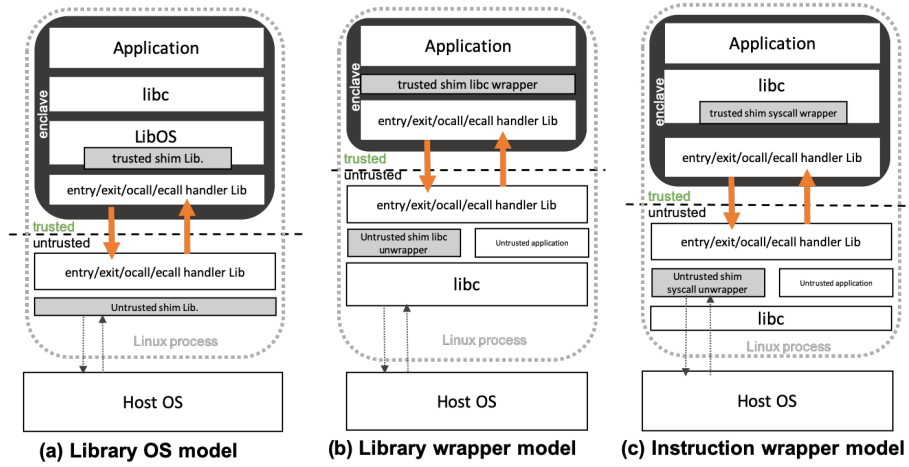 Application
libc
LibOS
trusted shim Lib.
entry/exit/ocall/ecall handler Lib
enclave
trusted
untrusted
entry/exit/ocall/ecall handler Lib
Untrusted shim Lib.
Linux process
Host OS
(a) Library OS model
Application
trusted shim libc wrapper
entry/exit/ocall/ecall handler Lib
enclave
trusted
untrusted
entry/exit/ocall/ecall handler Lib
Untrusted shim libc
unwrapper
Untrusted application
libc
Linux process
Host OS
(b) Library wrapper model
Application
libc
trusted shim syscall wrapper
entry/exit/ocall/ecall handler Lib
enclave
trusted
untrusted
entry/exit/ocall/ecall handler Lib
Untrusted shim
syscall unwrapper
Untrusted application
libc
Linux process
Host OS
(c) Instruction wrapper model